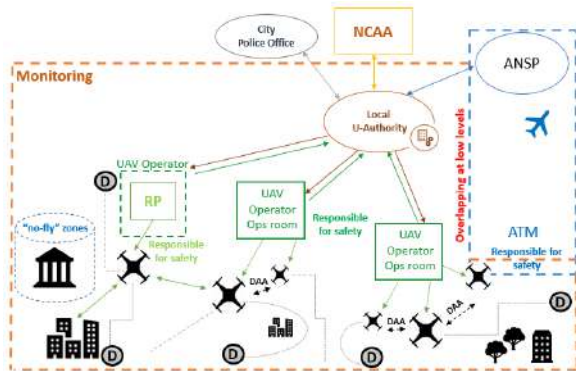 City
Police Office
NCAA
ANSP
Monitoring
Local
U-Authority
P
UAV Operator
D
RP
UAV
Operator
Ops room
Responsible
for safety
UAV
Operator
Ops room
Overlapping at low levels
ATM
Responsible for
safety
"no-fly" zones
Responsible
for safety
DAA
DAA
DAA
D
D
D
D